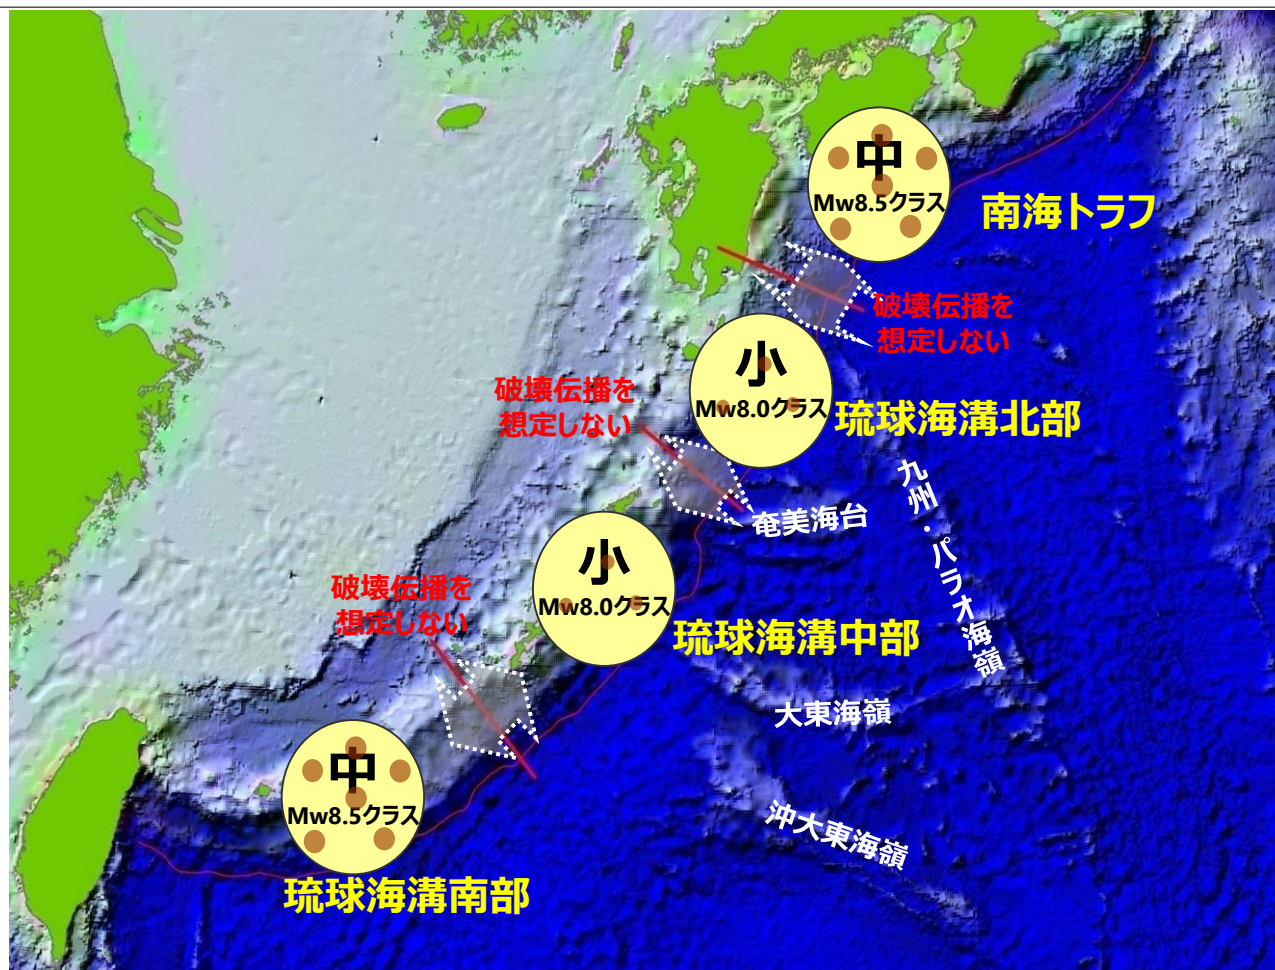 中
Mw8.5クラス
南海トラフ
破壊伝播を
想定しない
小
Mw8.0クラス
琉球海溝北部
破壊伝播を
想定しない
九州・パラオ海嶺
奄美海台
小
Mw8.0クラス
琉球海溝中部
破壊伝播を
想定しない
大東海嶺
中
Mw8.5クラス
沖大東海嶺
琉球海溝南部